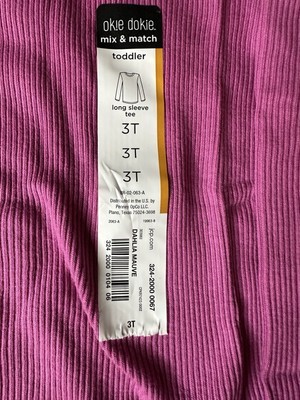 okie dokie.
mix & match
toddler
long sleeve
tee
3T
3T
3T
Distributed in the U.S. by
Penney OpCo LLC.
Plano, Texas 75024-3698
jcp.com
324-2000 0067
DAHLIA MAUVE
324 2000 0104 06
3T